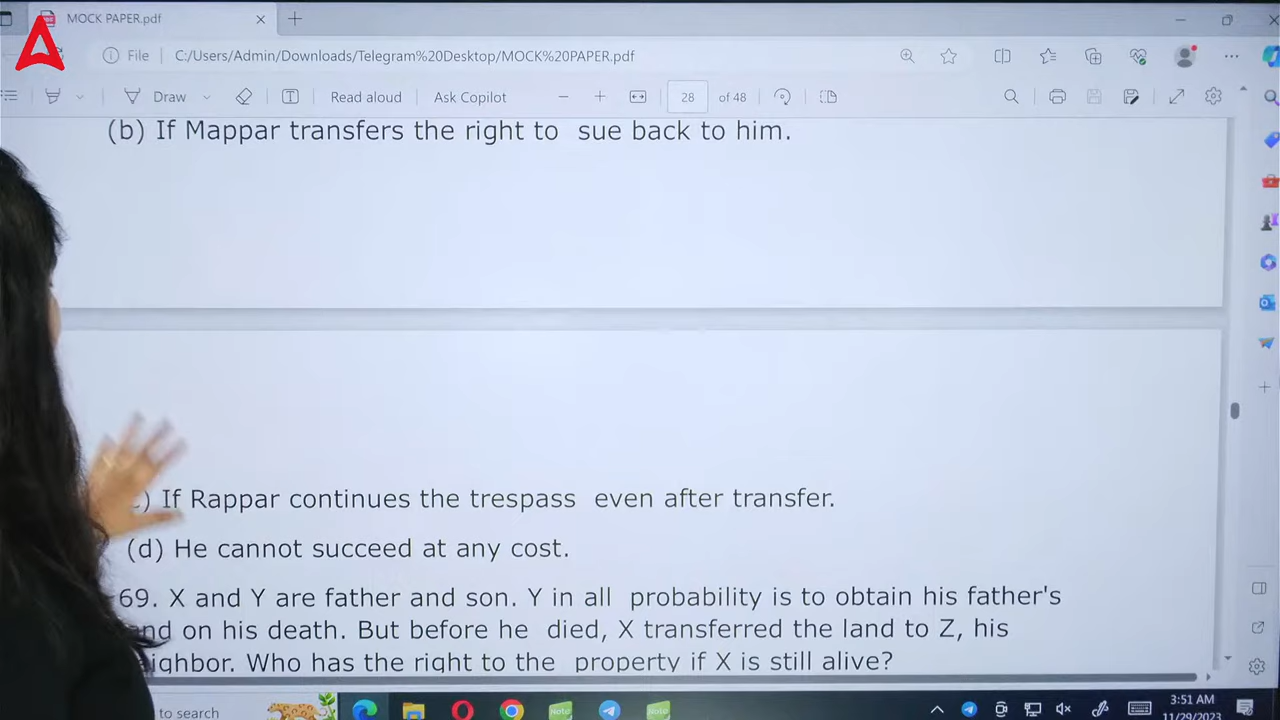 MOCK PAPER.pdf
File C:/Users/Admin/Downloads/Telegram%20Desktop/MOCK%20PAPER.pdf
Draw Read aloud Ask Copilot 28 of 48
(b) If Mappar transfers the right to sue back to him.
) If Rappar continues the trespass even after transfer.
(d) He cannot succeed at any cost.
69. X and Y are father and son. Y in all probability is to obtain his father's
on his death. But before he died, X transferred the land to Z, his
Who has the right to the property if X is still alive?
to search
3:51 AM
11/29/2023